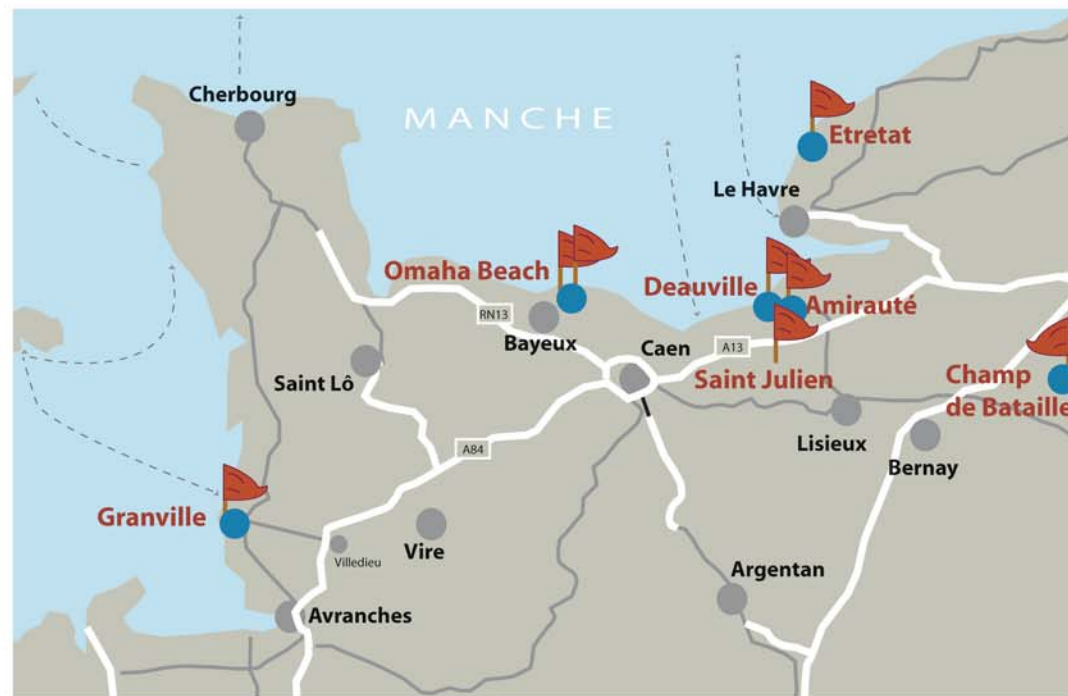 Cherbourg
MANCHE
Etretat
Le Havre
Omaha Beach
Deauville
Amirauté
RN13
Bayeux
Caen
A13
Saint Lô
Saint Julien
Champ
de Bataille
Lisieux
A84
Bernay
Granville
Vire
Villedieu
Argentan
Avranches